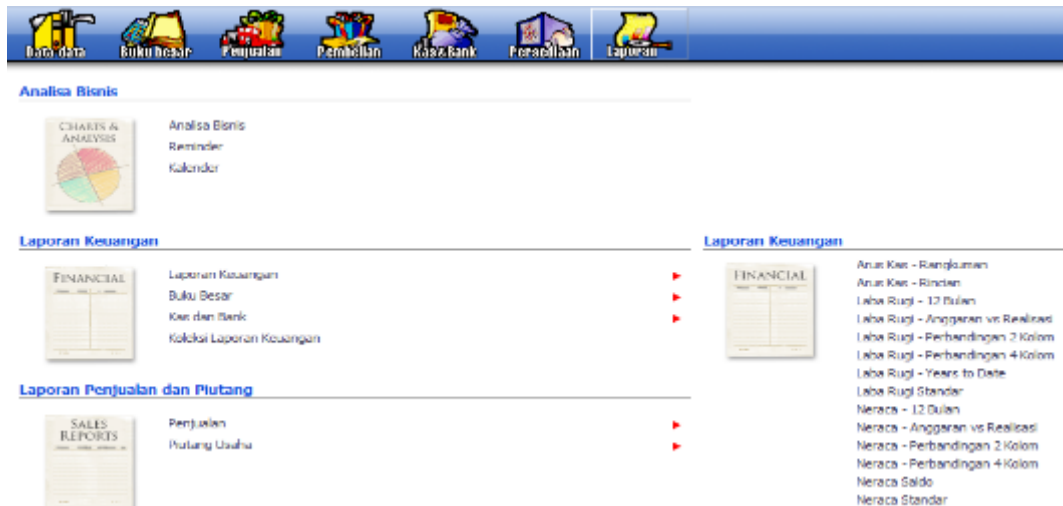 Data-data
Buku besar
Penjualan
Pembelian
Kas&Bank
Persediaan
Laporan
Analisa Bisnis
CHARTS &
ANALYSIS
Analisa Bisnis
Reminder
Kalender
Laporan Keuangan
FINANCIAL
Laporan Keuangan
Buku Besar
Kas dan Bank
Koleksi Laporan Keuangan
Laporan Penjualan dan Piutang
SALES
REPORTS
Penjualan
Piutang Usaha
Laporan Keuangan
FINANCIAL
Arus Kas - Rangkuman
Arus Kas - Rincian
Laba Rugi - 12 Bulan
Laba Rugi - Anggaran vs Realisasi
Laba Rugi - Perbandingan 2 Kolom
Laba Rugi - Perbandingan 4 Kolom
Laba Rugi - Years to Date
Laba Rugi Standar
Neraca - 12 Bulan
Neraca - Anggaran vs Realisasi
Neraca - Perbandingan 2 Kolom
Neraca - Perbandingan 4 Kolom
Neraca Saldo
Neraca Standar